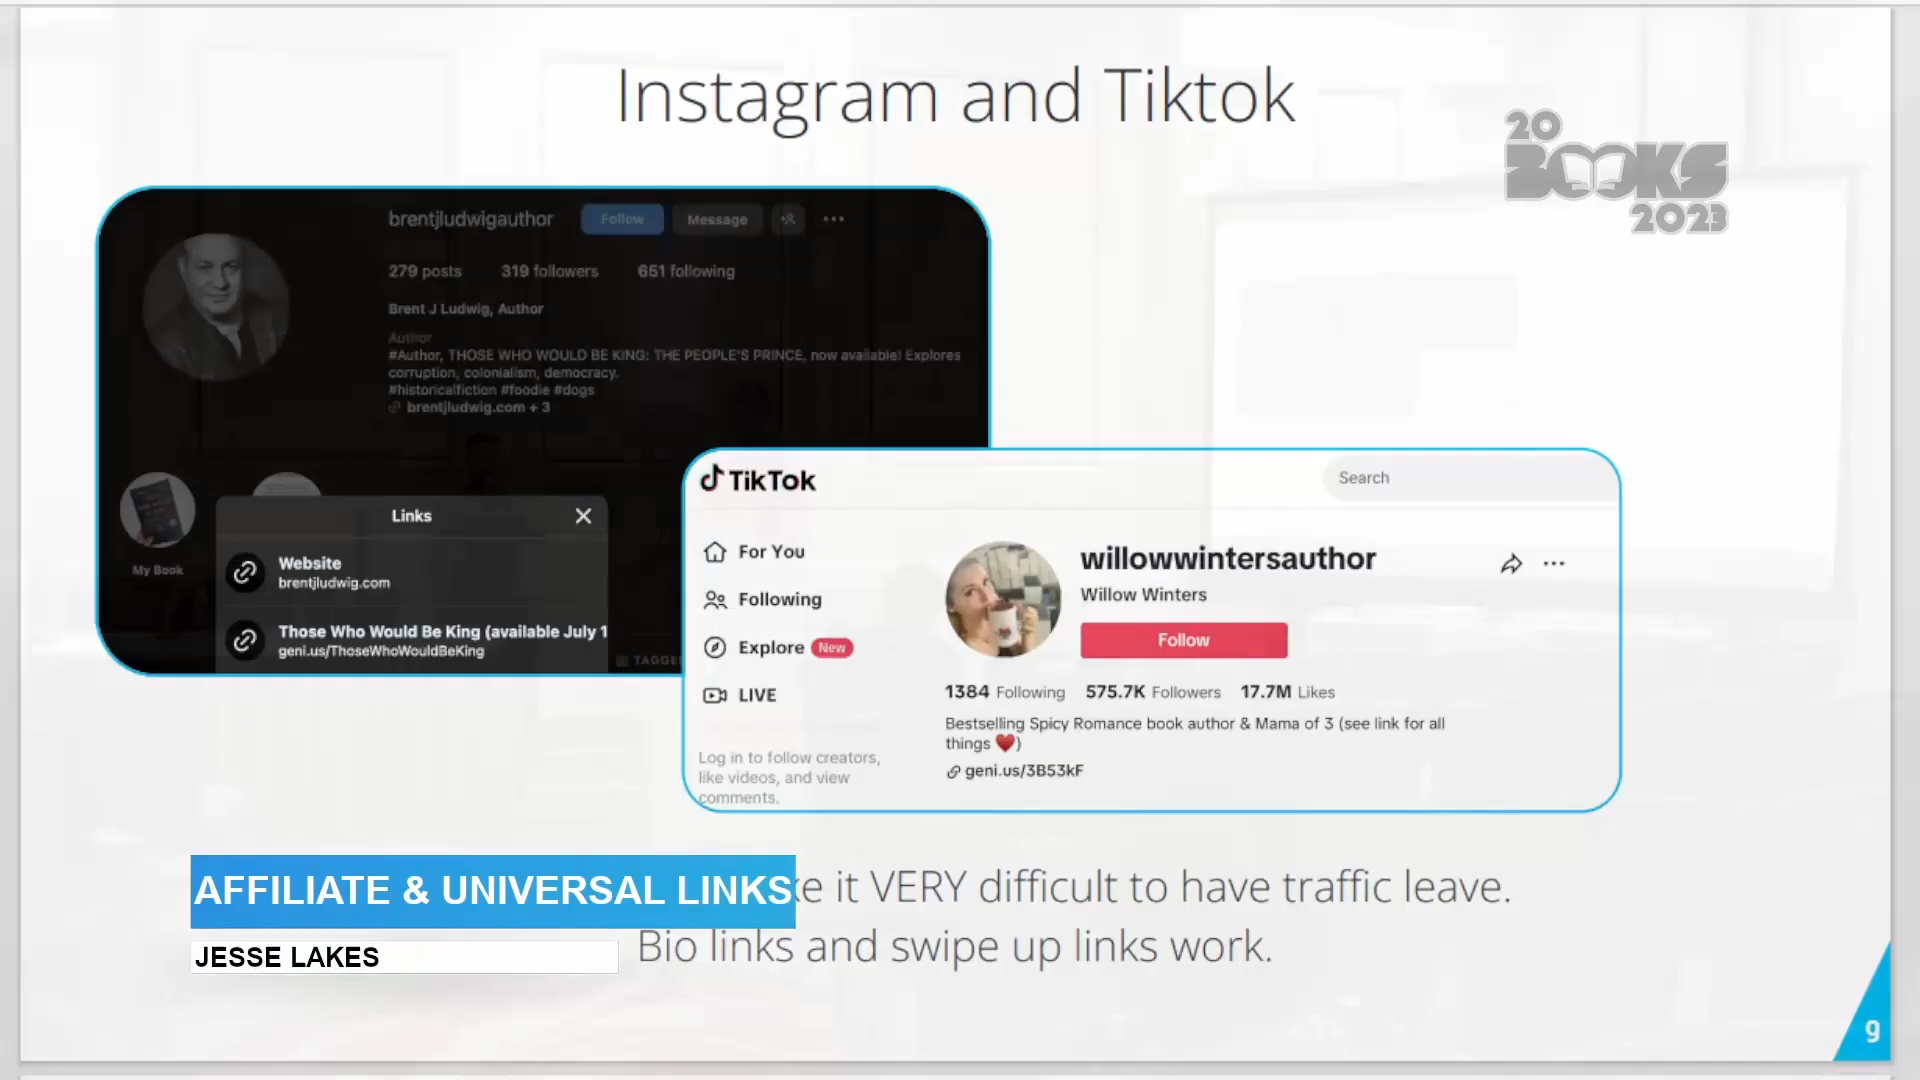 Instagram and Tiktok
20
BOOKS
2023
brentjludwigauthor
Follow
Message
279 posts 319 followers 651 following
Brent J Ludwig, Author
Author
#Author, THOSE WHO WOULD BE KING: THE PEOPLE'S PRINCE, now available! Explores
corruption, colonialism, democracy.
#historicalfiction #foodie #dogs
brentjludwig.com + 3
My Book
Links
Website
brentjludwig.com
Those Who Would Be King (available July 1
geni.us/ThoseWhoWouldBeKing
TikTok
Search
For You
Following
Explore New
LIVE
Log in to follow creators,
like videos, and view
comments.
willowwintersauthor
Willow Winters
Follow
1384 Following 575.7K Followers 17.7M Likes
Bestselling Spicy Romance book author & Mama of 3 (see link for all
things ❤️)
geni.us/3B53kF
AFFILIATE & UNIVERSAL LINKS
it VERY difficult to have traffic leave.
JESSE LAKES
Bio links and swipe up links work.
9